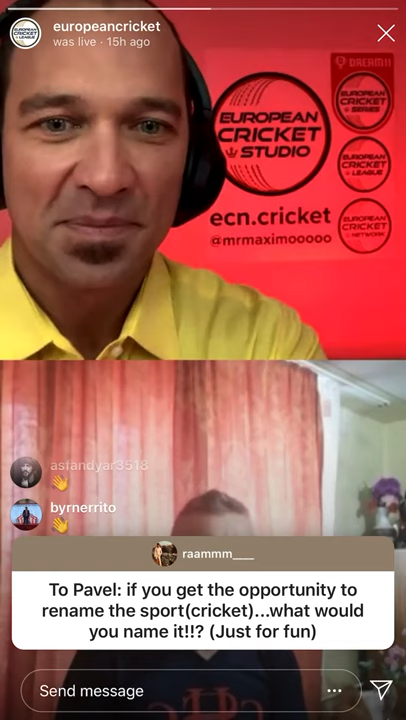 europeancricket
was live · 15h ago
DREAM11
EUROPEAN
CRICKET
STUDIO
EUROPEAN
CRICKET
SERIES
EUROPEAN
CRICKET
LEAGUE
EUROPEAN
CRICKET
NETWORK
ecn.cricket
@mrmaximooooo
asfandyar3518
👋
byrnerrito
👋
raammm___
To Pavel: if you get the opportunity to
rename the sport(cricket)...what would
you name it!!? (Just for fun)
Send message